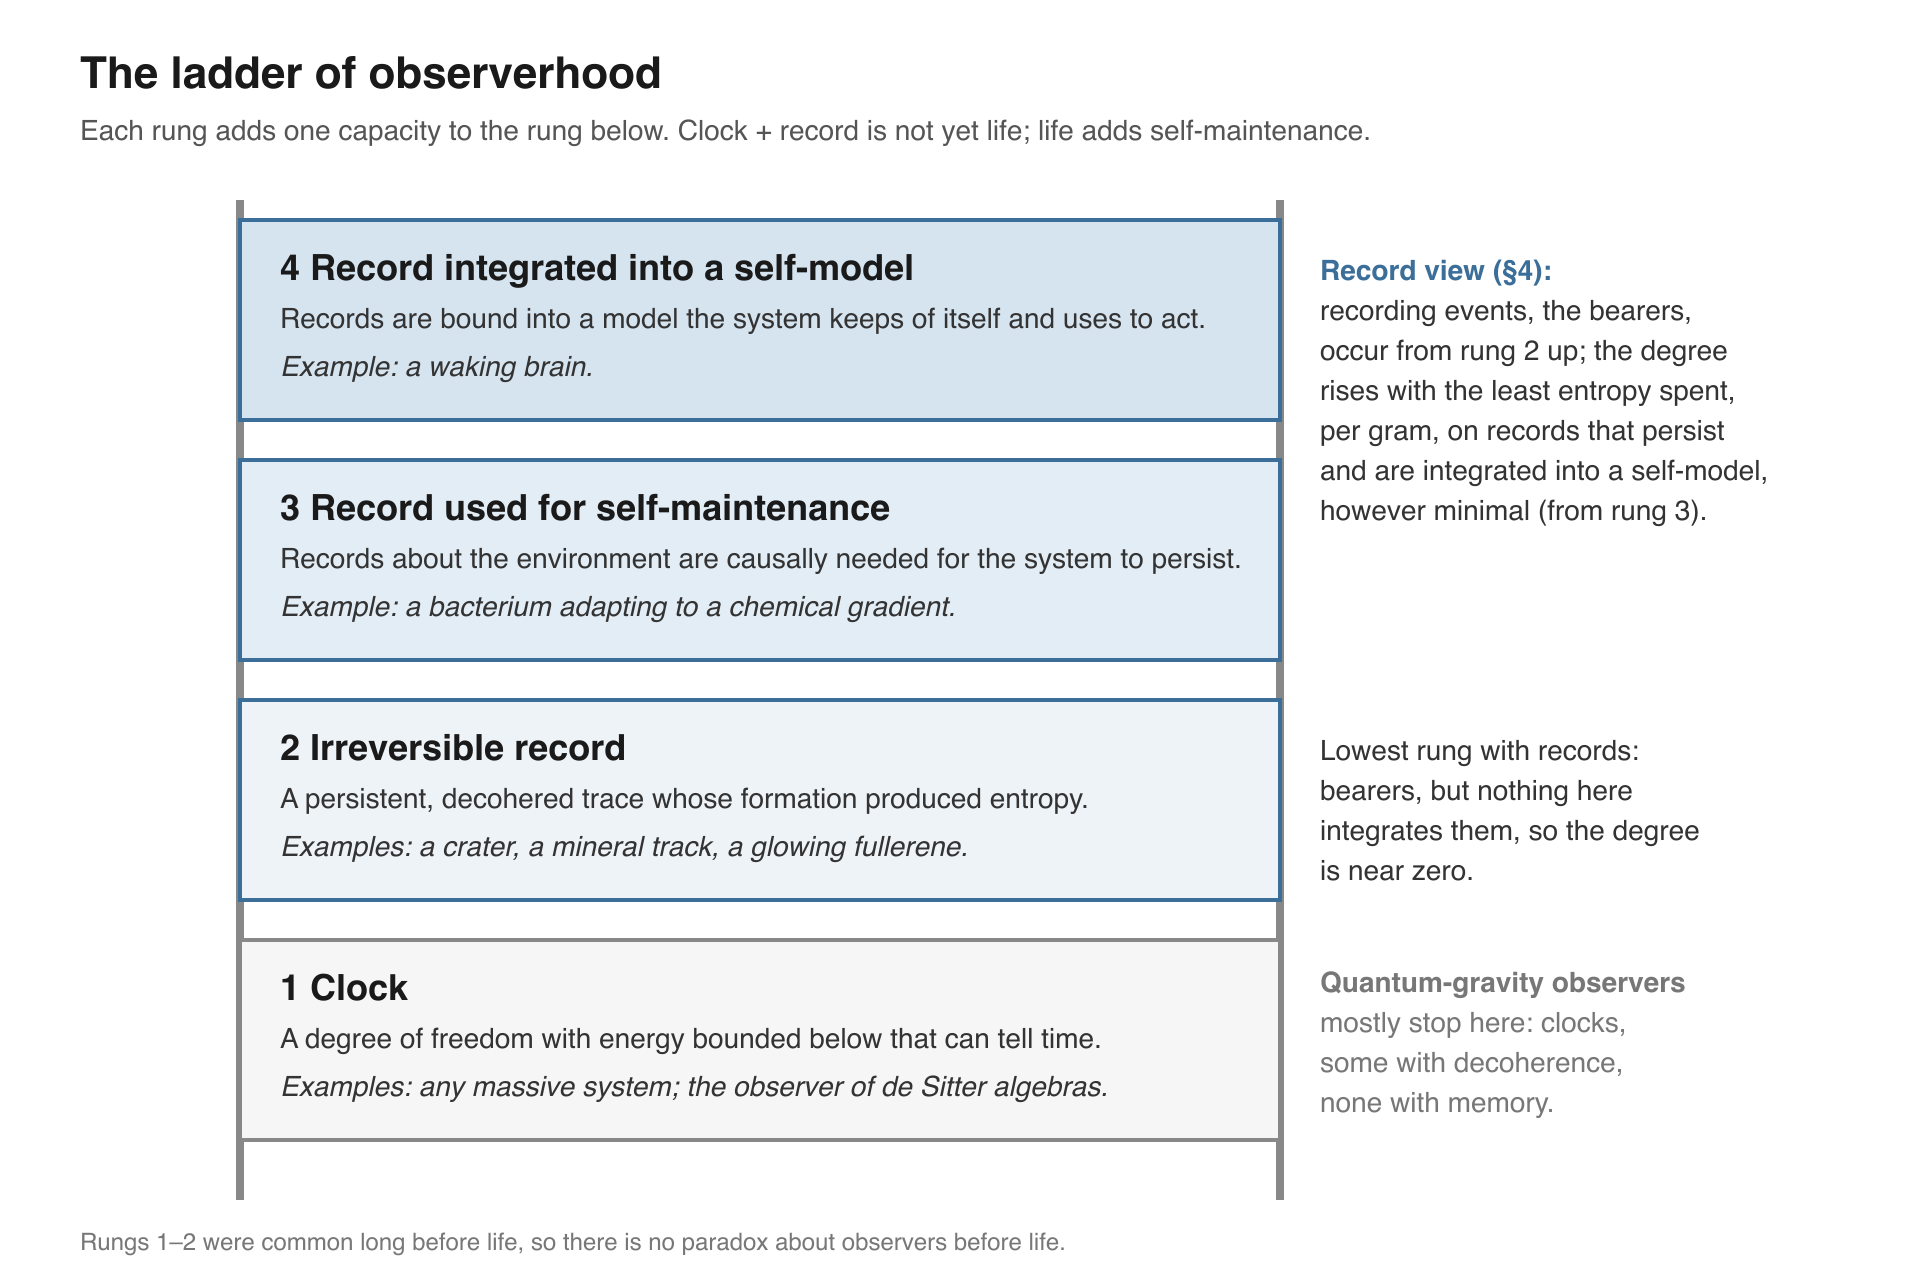 The ladder of observerhood
Each rung adds one capacity to the rung below. Clock + record is not yet life; life adds self-maintenance.
4 Record integrated into a self-model
Records are bound into a model the system keeps of itself and uses to act.
Example: a waking brain.
Record view (§4):
recording events, the bearers,
occur from rung 2 up; the degree
rises with the least entropy spent,
per gram, on records that persist
and are integrated into a self-model,
however minimal (from rung 3).
3 Record used for self-maintenance
Records about the environment are causally needed for the system to persist.
Example: a bacterium adapting to a chemical gradient.
2 Irreversible record
A persistent, decohered trace whose formation produced entropy.
Examples: a crater, a mineral track, a glowing fullerene.
Lowest rung with records:
bearers, but nothing here
integrates them, so the degree
is near zero.
1 Clock
A degree of freedom with energy bounded below that can tell time.
Examples: any massive system; the observer of de Sitter algebras.
Quantum-gravity observers
mostly stop here: clocks,
some with decoherence,
none with memory.
Rungs 1–2 were common long before life, so there is no paradox about observers before life.